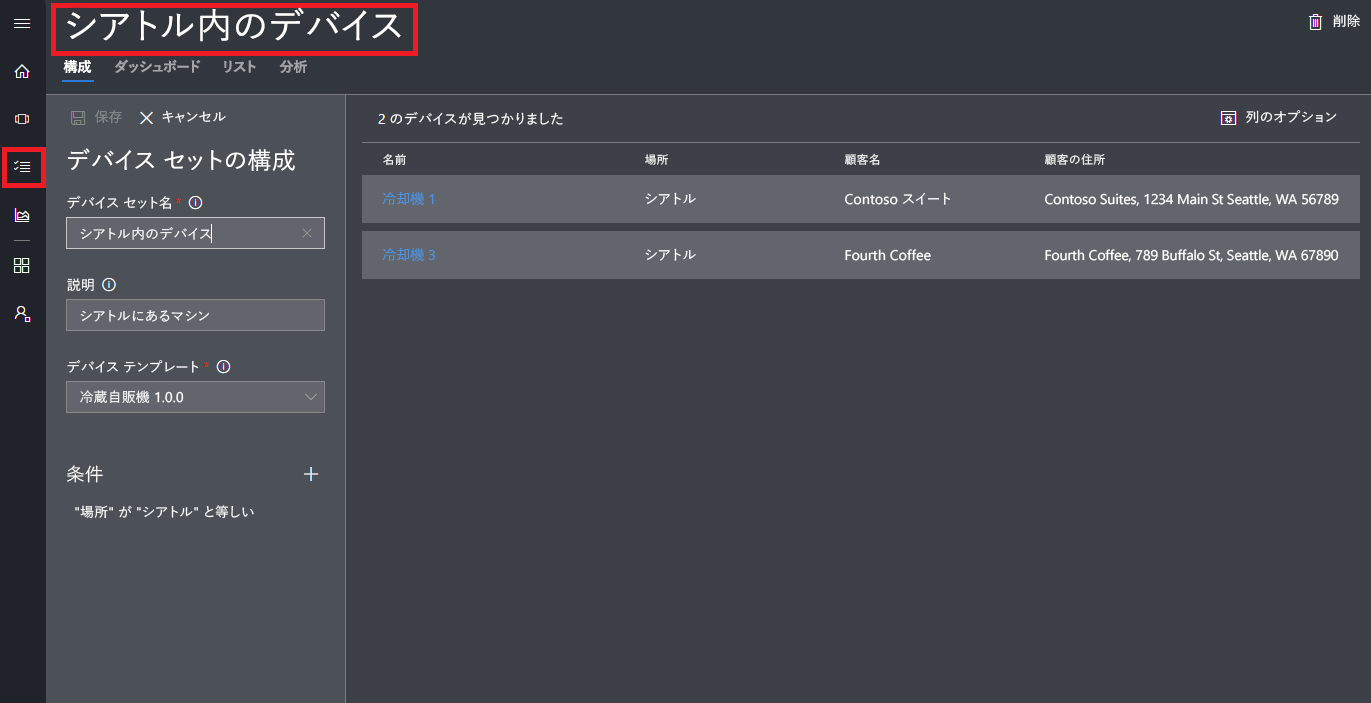 シアトル内のデバイス
削除
構成 ダッシュボード リスト 分析
保存 キャンセル
デバイス セットの構成
デバイス セット名 *
シアトル内のデバイス
説明
シアトルにあるマシン
デバイス テンプレート *
冷蔵自販機 1.0.0
条件
"場所" が "シアトル" と等しい
2 のデバイスが見つかりました
列のオプション
名前 場所 顧客名 顧客の住所
冷却機 1 シアトル Contoso スイート Contoso Suites, 1234 Main St Seattle, WA 56789
冷却機 3 シアトル Fourth Coffee Fourth Coffee, 789 Buffalo St, Seattle, WA 67890